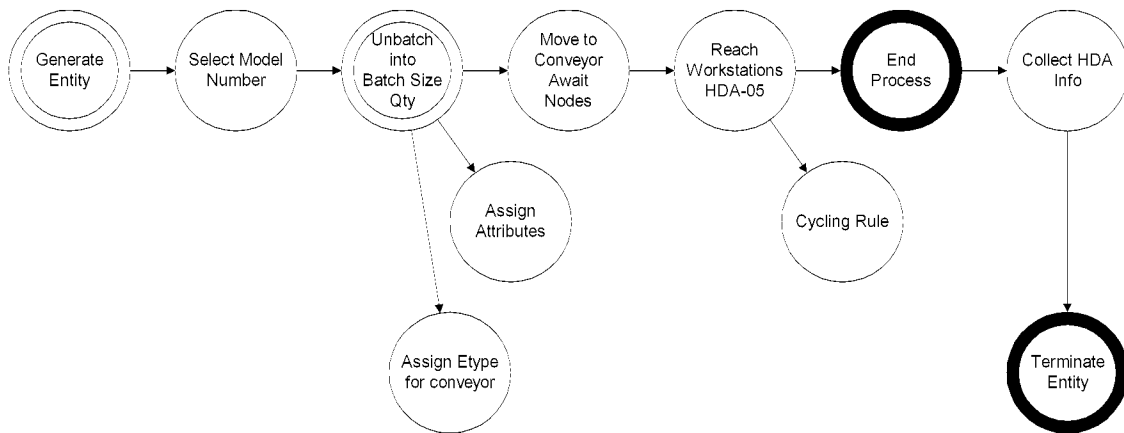 Generate
Entity
Select Model
Number
Unbatch
into
Batch Size
Qty
Move to
Conveyor
Await
Nodes
Reach
Workstations
HDA-05
End
Process
Collect HDA
Info
Assign
Attributes
Cycling Rule
Assign Etype
for conveyor
Terminate
Entity